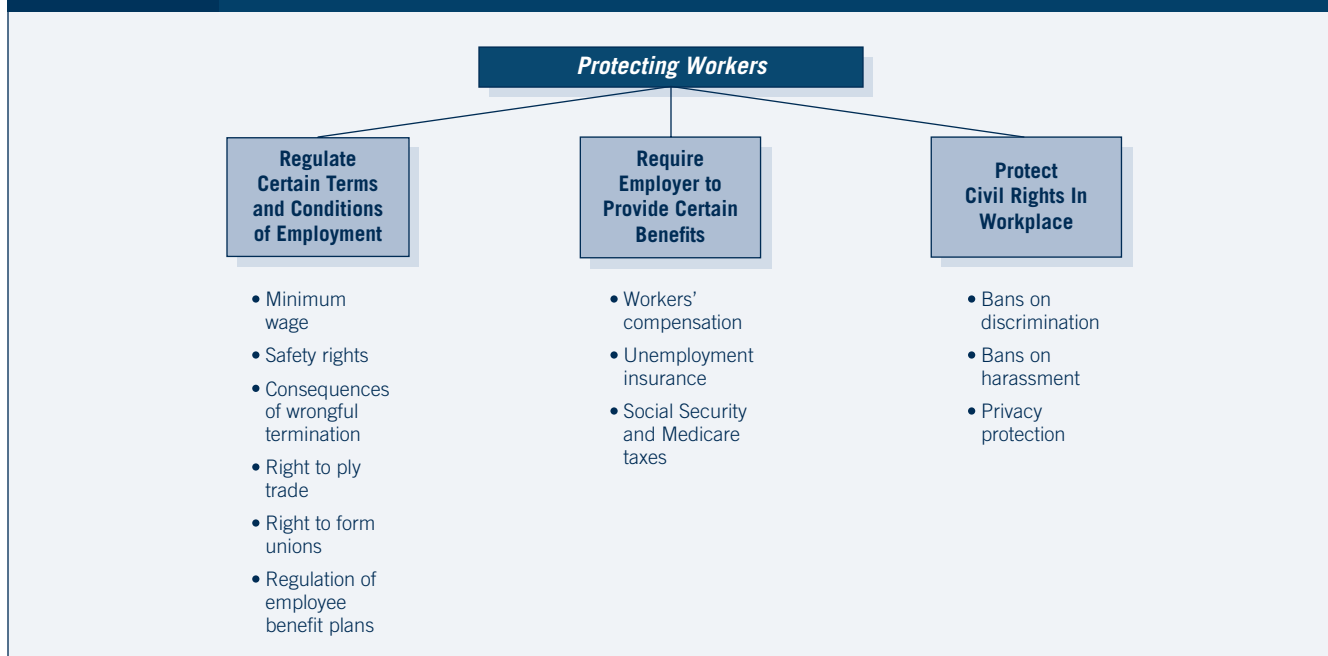 Protecting Workers
Regulate
Certain Terms
and Conditions
of Employment
• Minimum
wage
• Safety rights
• Consequences
of wrongful
termination
• Right to ply
trade
• Right to form
unions
• Regulation of
employee
benefit plans
Require
Employer to
Provide Certain
Benefits
• Workers’
compensation
• Unemployment
insurance
• Social Security
and Medicare
taxes
Protect
Civil Rights In
Workplace
• Bans on
discrimination
• Bans on
harassment
• Privacy
protection